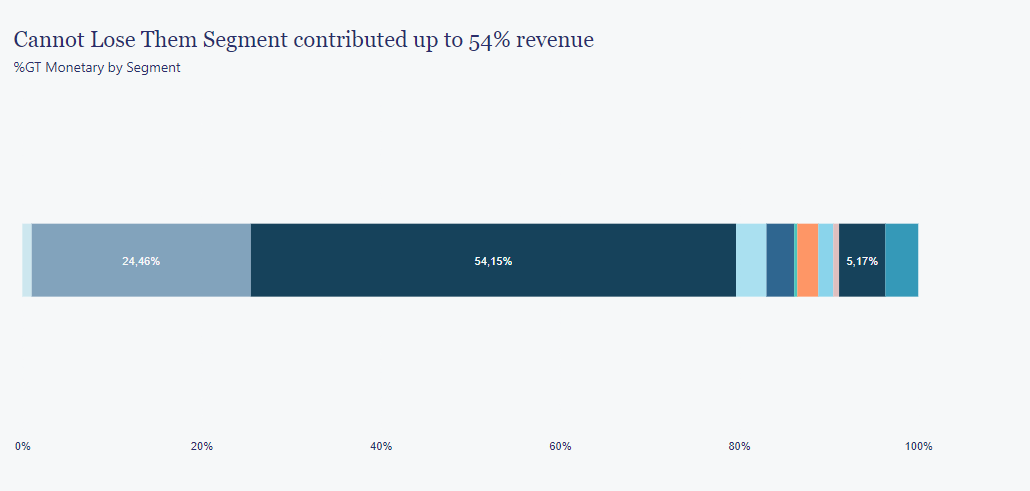 Cannot Lose Them Segment contributed up to 54% revenue
%GT Monetary by Segment
24,46% 54,15% 5,17%
0% 20% 40% 60% 80% 100%